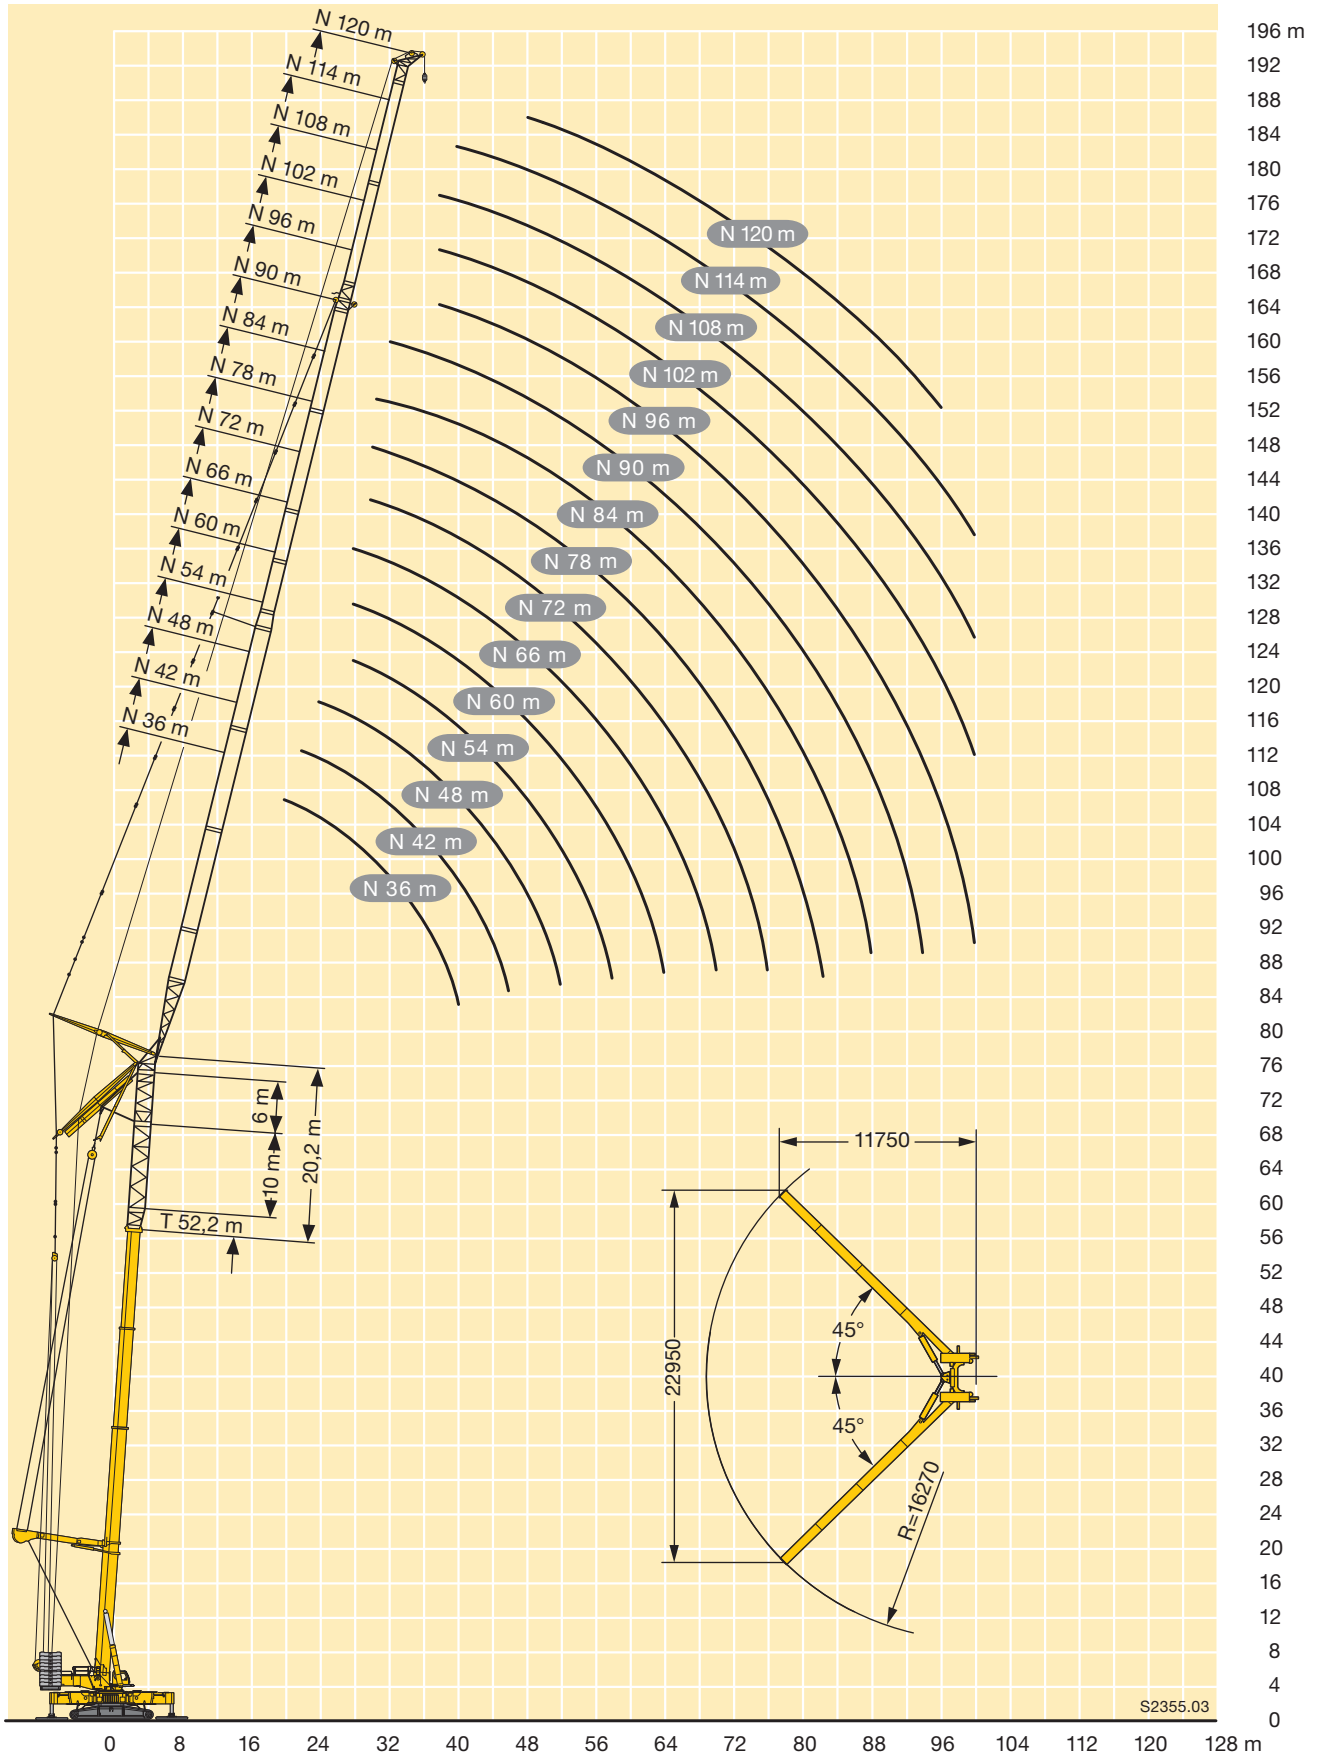 N 120 m
N 114 m
N 108 m
N 102 m
N 96 m
N 90 m
N 84 m
N 78 m
N 72 m
N 66 m
N 60 m
N 54 m
N 48 m
N 42 m
N 36 m
N 120 m
N 114 m
N 108 m
N 102 m
N 96 m
N 90 m
N 84 m
N 78 m
N 72 m
N 66 m
N 60 m
N 54 m
N 48 m
N 42 m
N 36 m
196 m
192
188
184
180
176
172
168
164
160
156
152
148
144
140
136
132
128
124
120
116
112
108
104
100
96
92
88
84
80
76
72
68
64
60
56
52
48
44
40
36
32
28
24
20
16
12
8
4
0
6 m
10 m
20,2 m
T 52,2 m
11750
22950
45°
45°
R=16270
S2355.03
0 8 16 24 32 40 48 56 64 72 80 88 96 104 112 120 128 m